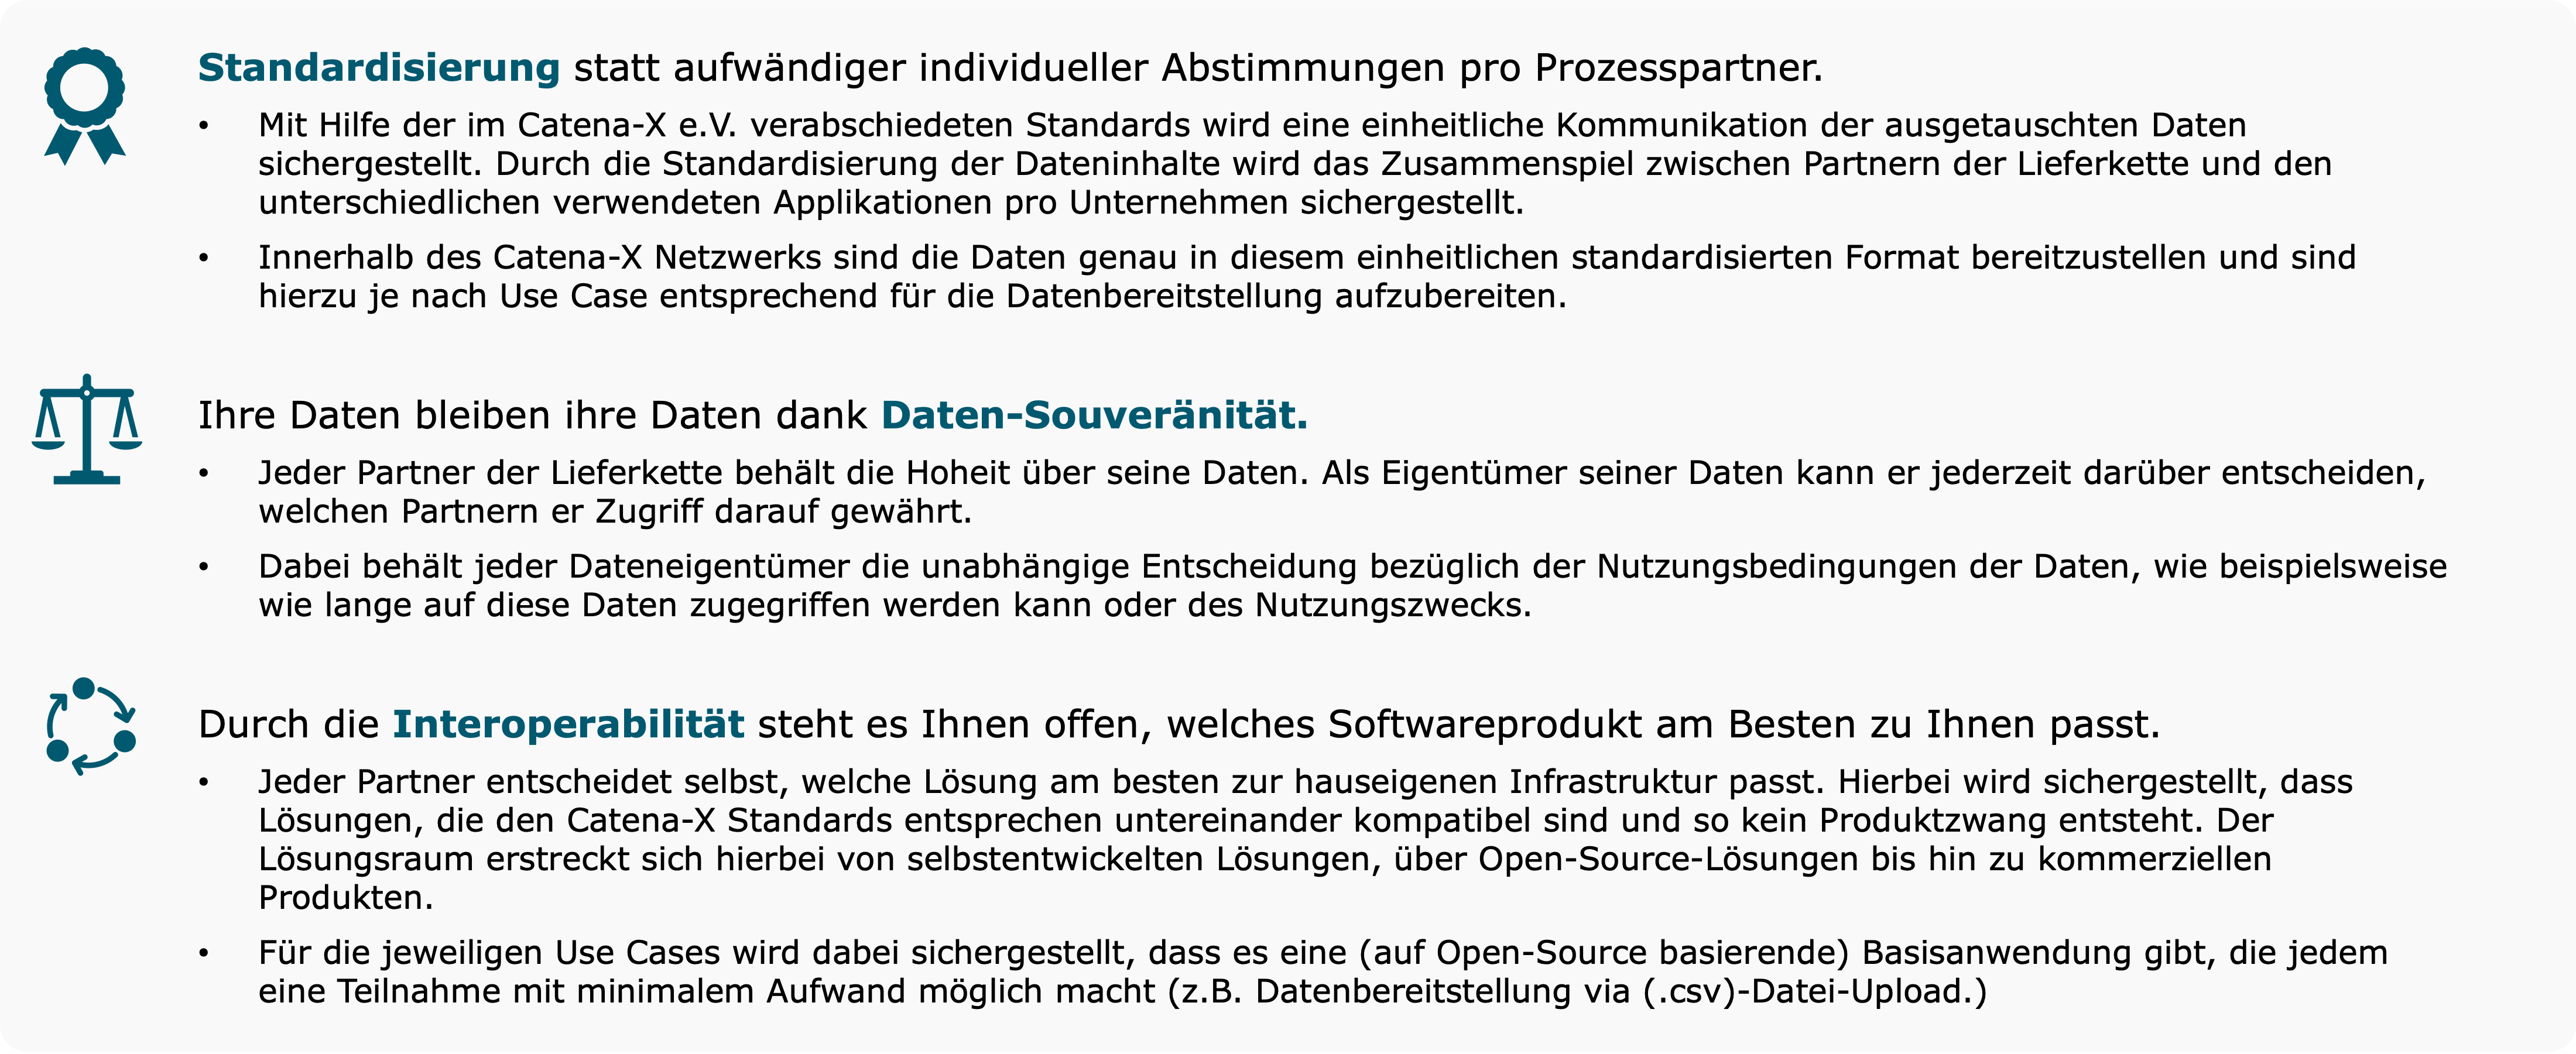 Standardisierung statt aufwändiger individueller Abstimmungen pro Prozesspartner.
• Mit Hilfe der im Catena-X e.V. verabschiedeten Standards wird eine einheitliche Kommunikation der ausgetauschten Daten
sichergestellt. Durch die Standardisierung der Dateninhalte wird das Zusammenspiel zwischen Partnern der Lieferkette und den
unterschiedlichen verwendeten Applikationen pro Unternehmen sichergestellt.
• Innerhalb des Catena-X Netzwerks sind die Daten genau in diesem einheitlichen standardisierten Format bereitzustellen und sind
hierzu je nach Use Case entsprechend für die Datenbereitstellung aufzubereiten.
Ihre Daten bleiben ihre Daten dank Daten-Souveränität.
• Jeder Partner der Lieferkette behält die Hoheit über seine Daten. Als Eigentümer seiner Daten kann er jederzeit darüber entscheiden,
welchen Partnern er Zugriff darauf gewährt.
• Dabei behält jeder Dateneigentümer die unabhängige Entscheidung bezüglich der Nutzungsbedingungen der Daten, wie beispielsweise
wie lange auf diese Daten zugegriffen werden kann oder des Nutzungszwecks.
Durch die Interoperabilität steht es Ihnen offen, welches Softwareprodukt am Besten zu Ihnen passt.
• Jeder Partner entscheidet selbst, welche Lösung am besten zur hauseigenen Infrastruktur passt. Hierbei wird sichergestellt, dass
Lösungen, die den Catena-X Standards entsprechen untereinander kompatibel sind und so kein Produktzwang entsteht. Der
Lösungsraum erstreckt sich hierbei von selbstentwickelten Lösungen, über Open-Source-Lösungen bis hin zu kommerziellen
Produkten.
• Für die jeweiligen Use Cases wird dabei sichergestellt, dass es eine (auf Open-Source basierende) Basisanwendung gibt, die jedem
eine Teilnahme mit minimalem Aufwand möglich macht (z.B. Datenbereitstellung via (.csv)-Datei-Upload.)